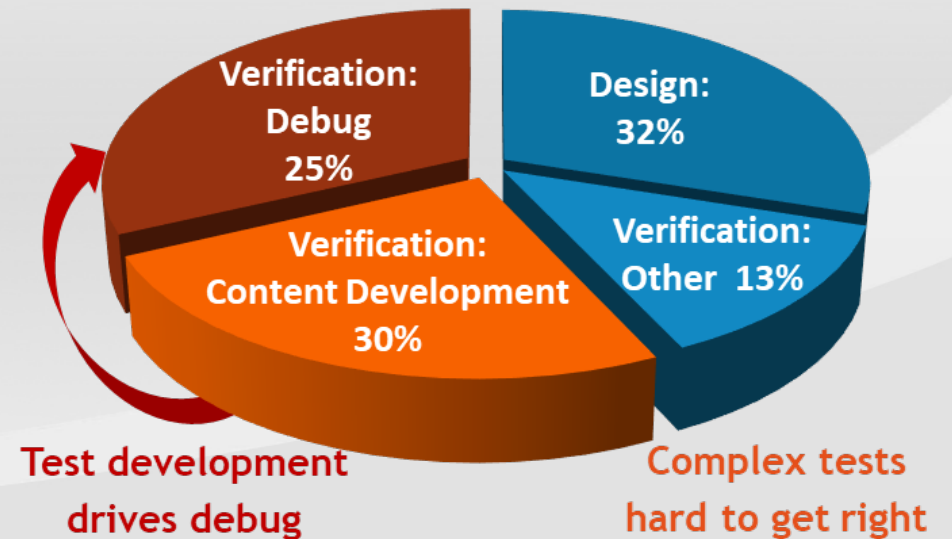 Verification:
Debug
25%
Design:
32%
Verification:
Content Development
30%
Verification:
Other 13%
Test development
drives debug
Complex tests
hard to get right